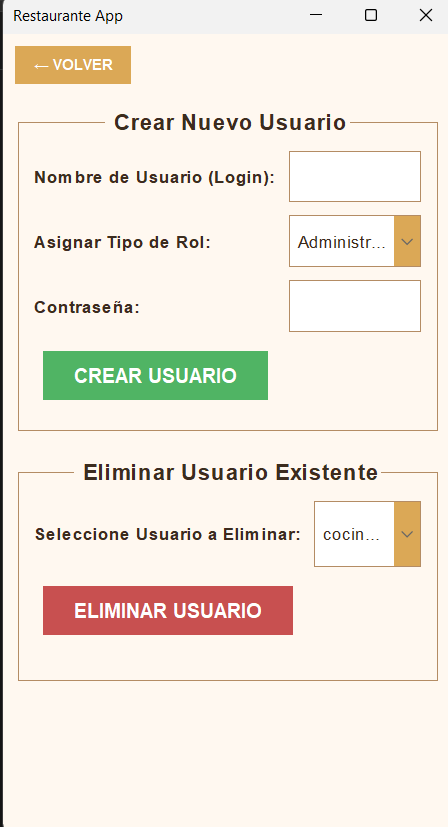 Restaurante App
← VOLVER
Crear Nuevo Usuario
Nombre de Usuario (Login):
Asignar Tipo de Rol: Administr...
Contraseña:
CREAR USUARIO
Eliminar Usuario Existente
Seleccione Usuario a Eliminar: cocin...
ELIMINAR USUARIO